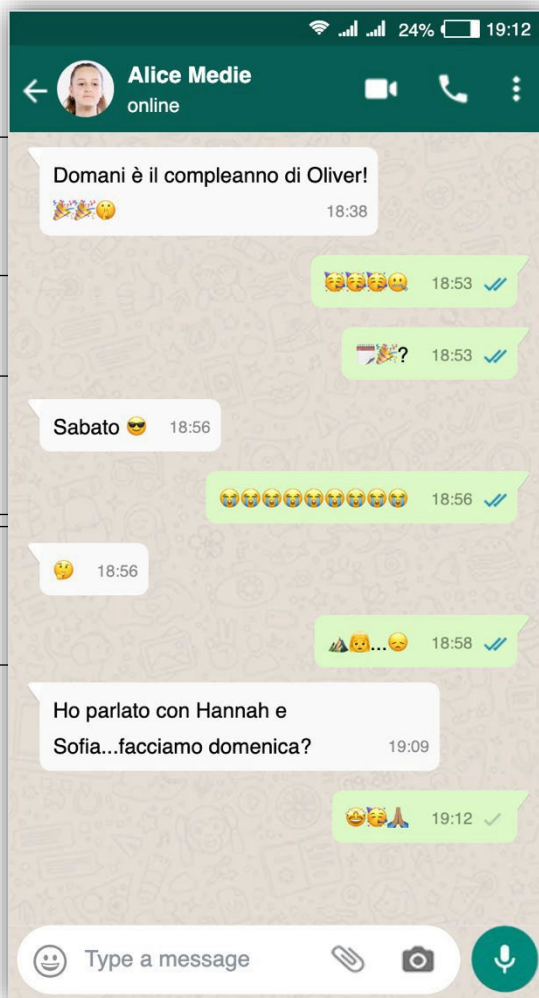 24% 19:12
Alice Medie
online
Domani è il compleanno di Oliver!
🎉🎉🤫 18:38
🥳🥳🥳🤐 18:53
🗓️🎉? 18:53
Sabato 😎 18:56
😭😭😭😭😭😭😭😭😭 18:56
🤔 18:56
⛰️👩‍🦰...😞 18:58
Ho parlato con Hannah e
Sofia...facciamo domenica? 19:09
🤩🥳🙏🏽 19:12
Type a message